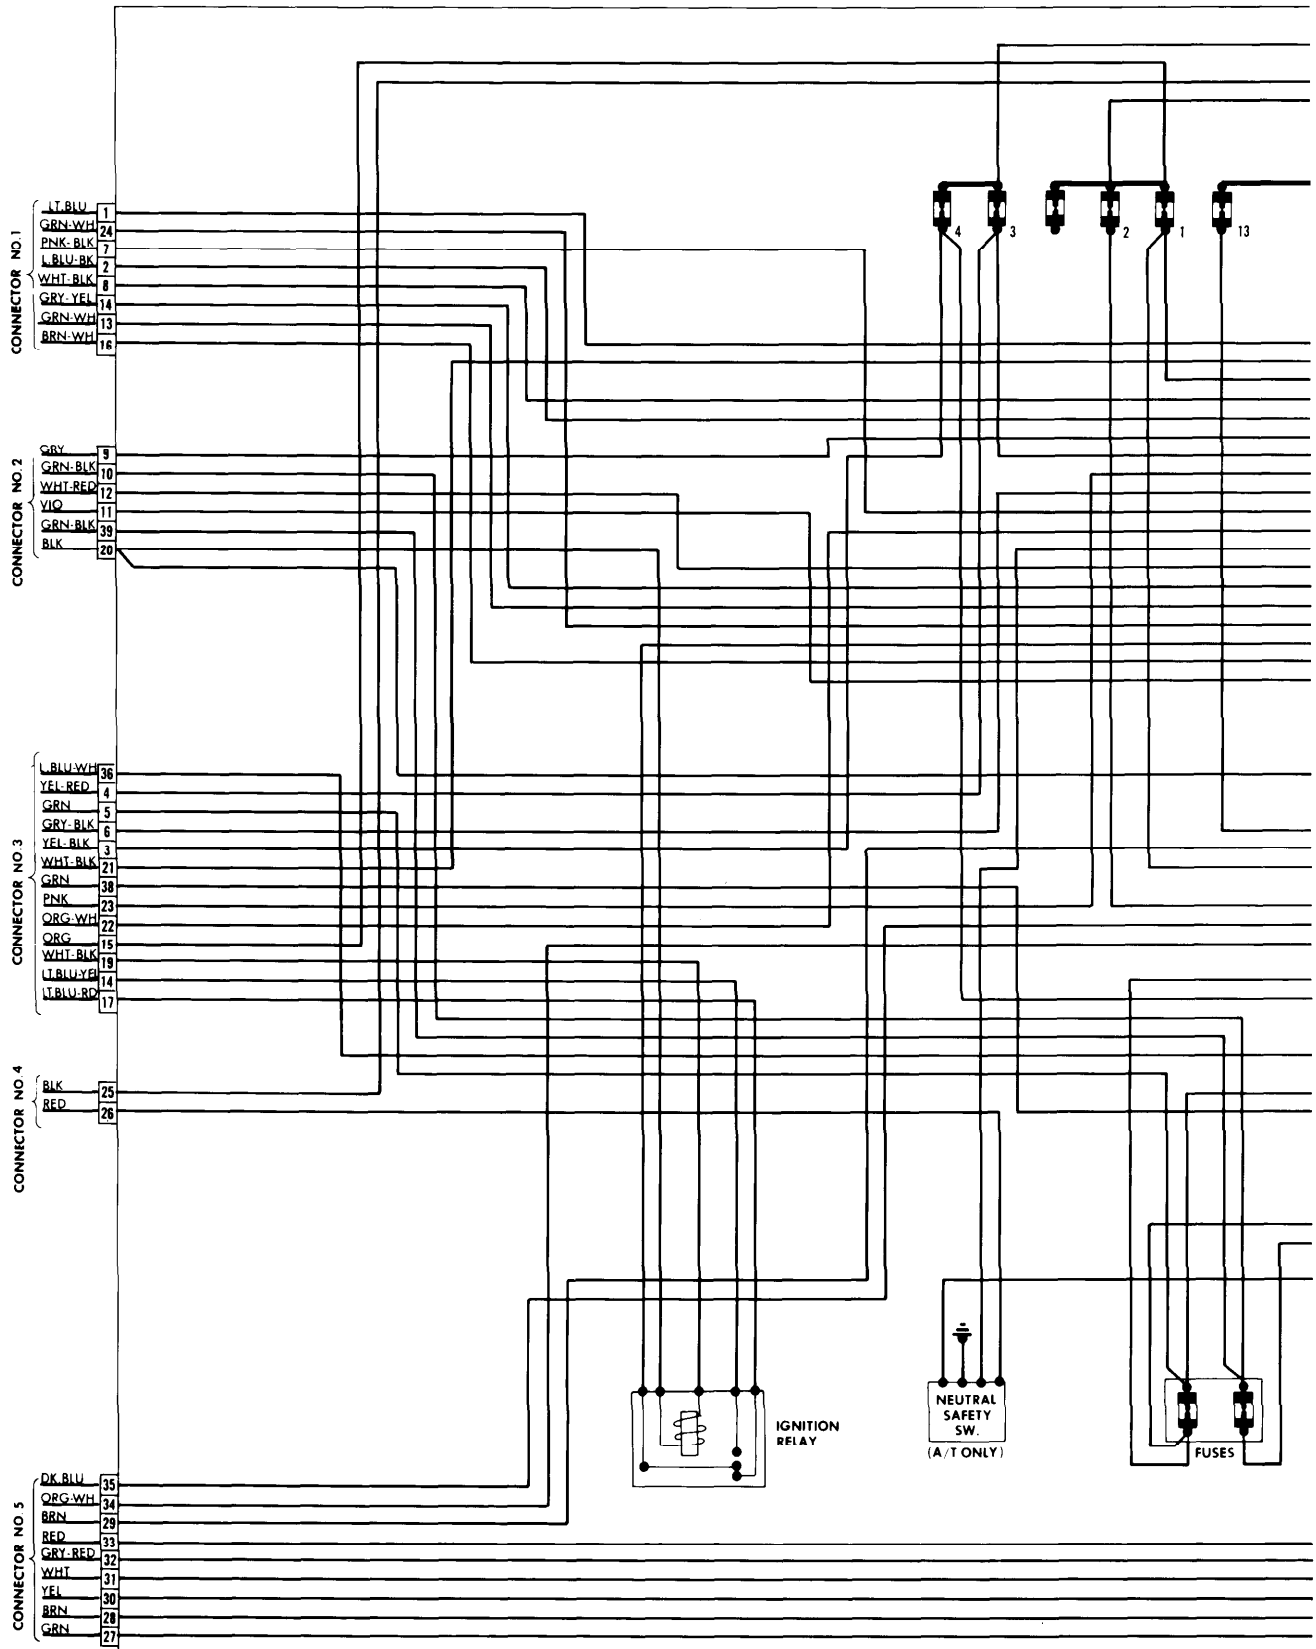 CONNECTOR NO.1
LT.BLU 1
GRN-WH 24
PNK-BLK 7
L.BLU-BK 2
WHT-BLK 8
GRY-YEL 14
GRN-WH 13
BRN-WH 16
4 3 2 1 13
CONNECTOR NO.2
GRY 9
GRN-BLK 10
WHT-RED 12
VIO 11
GRN-BLK 39
BLK 20
CONNECTOR NO.3
L.BLU-WH 36
YEL-RED 4
GRN 5
GRY-BLK 6
YEL-BLK 3
WHT-BLK 21
GRN 38
PNK 23
ORG-WH 22
ORG 15
WHT-BLK 19
LT.BLU-YEL 14
LT.BLU-RD 17
CONNECTOR NO.4
BLK 25
RED 26
IGNITION
RELAY
NEUTRAL
SAFETY
SW.
(A/T ONLY)
FUSES
CONNECTOR NO.5
DK.BLU 35
ORG-WH 34
BRN 29
RED 33
GRY-RED 32
WHT 31
YEL 30
BRN 28
GRN 27